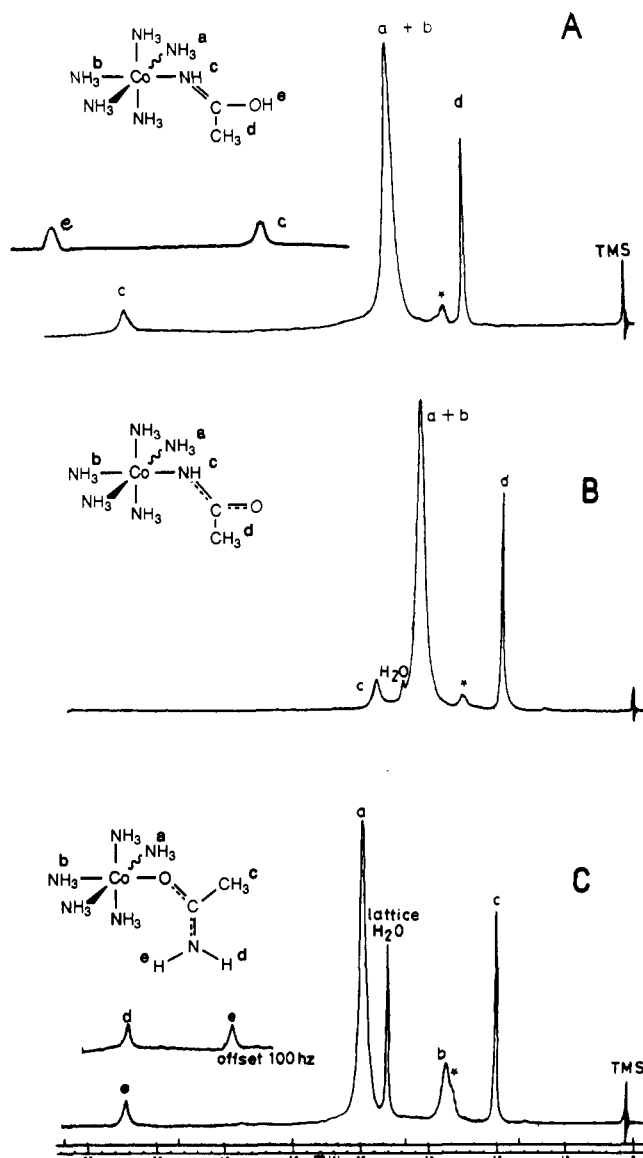 A
NH₃ a
b NH₃
NH₃ Co NH c
NH₃ NH₃ C OH e
CH₃ d
a + b
d
e
c
c
*
TMS
B
NH₃ a
b NH₃
NH₃ Co NH c
NH₃ NH₃ C O
CH₃ d
a + b
d
c
H₂O
*
C
NH₃ a
b NH₃
NH₃ Co O CH₃ c
NH₃ NH₃ C
N
e H H d
a
lattice
H₂O
c
d
e
offset 100 hz
e
b
*
TMS